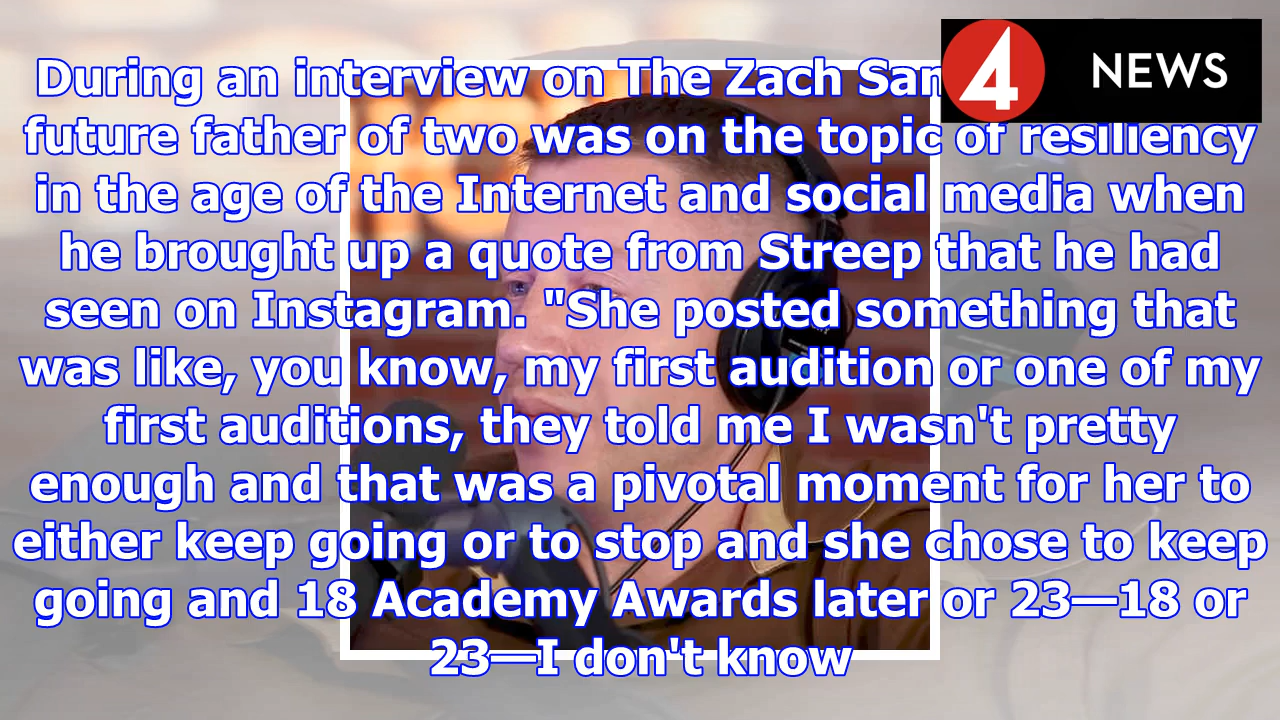 During an interview on The Zach
future father of two was on the topic of resiliency
in the age of the Internet and social media when
he brought up a quote from Streep that he had
seen on Instagram. "She posted something that
was like, you know, my first audition or one of my
first auditions, they told me I wasn't pretty
enough and that was a pivotal moment for her to
either keep going or to stop and she chose to keep
going and 18 Academy Awards later or 23—18 or
23—I don't know
4 NEWS